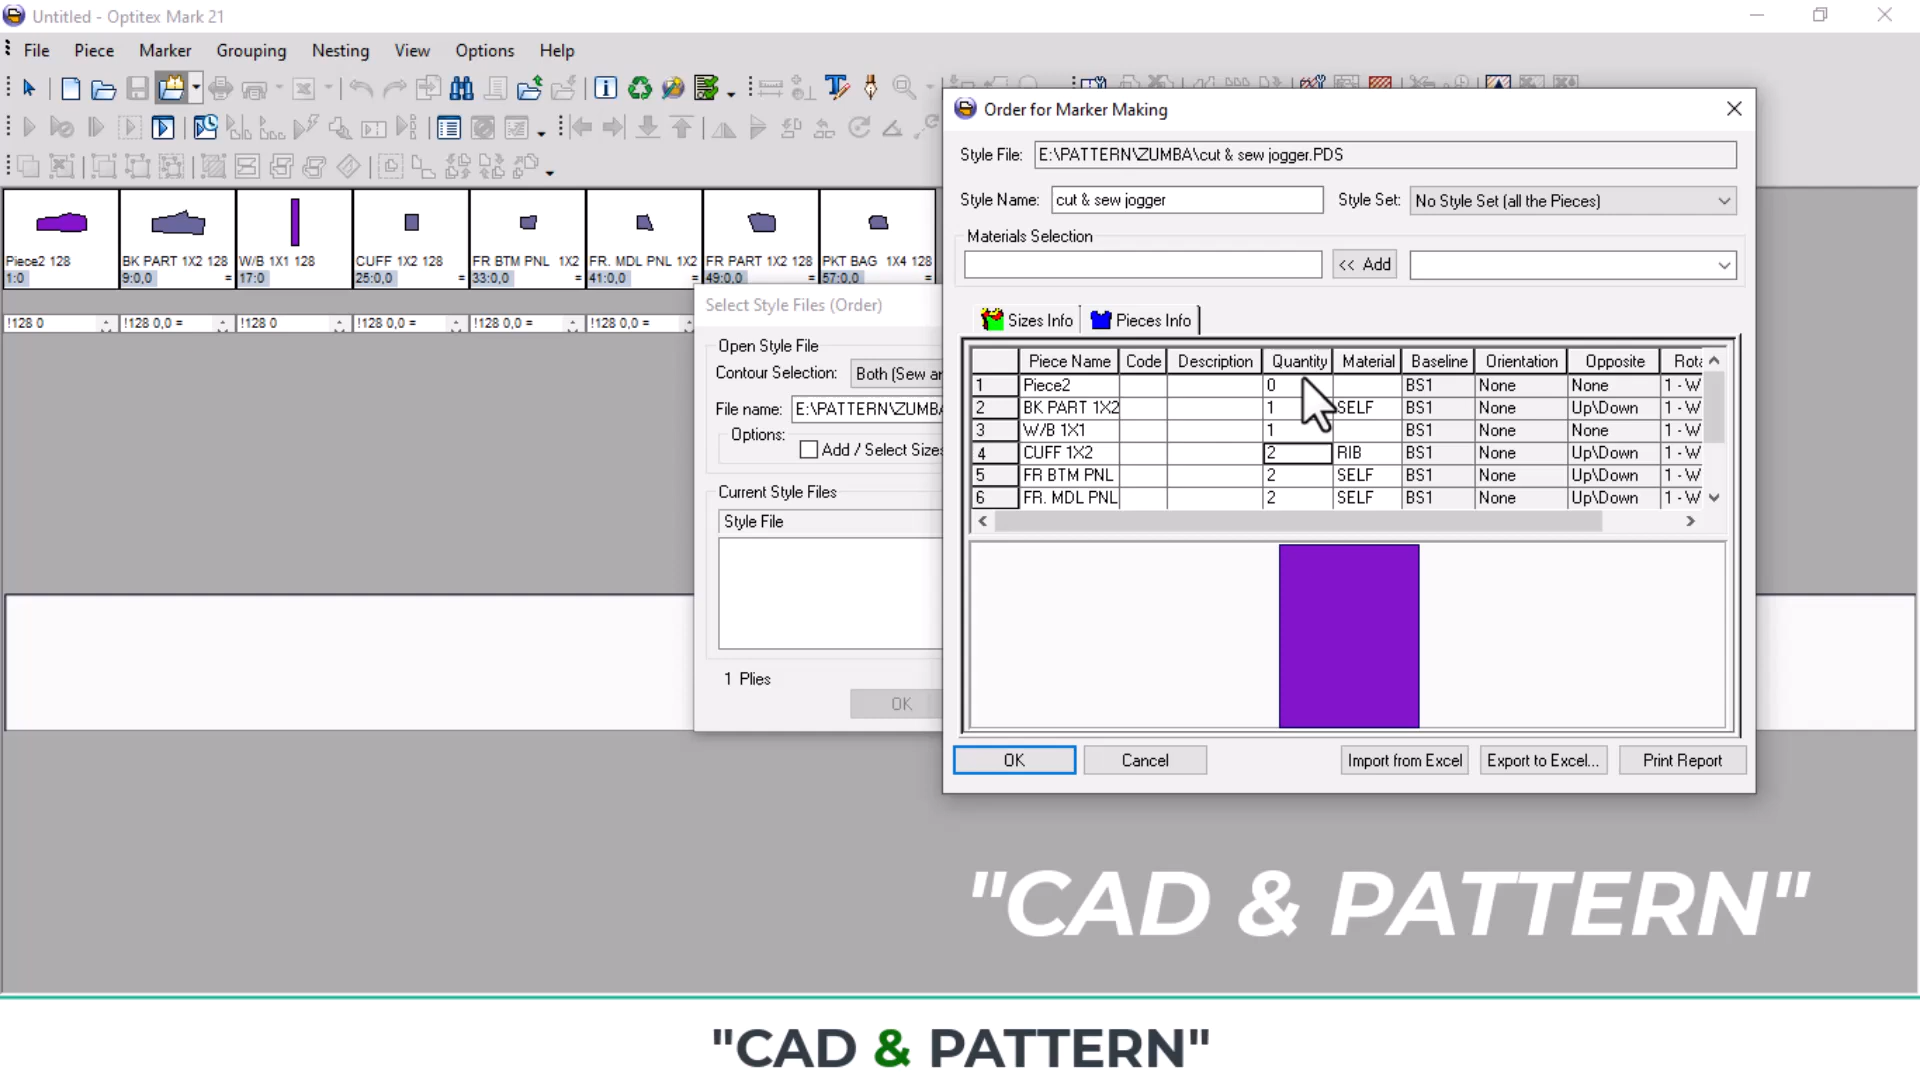 Untitled - Optitex Mark 21
File Piece Marker Grouping Nesting View Options Help
Order for Marker Making
Style File: E:\PATTERN\ZUMBA\cut & sew jogger.PDS
Style Name: cut & sew jogger Style Set: No Style Set (all the Pieces)
Materials Selection
<< Add
Piece2 128 BK PART 1X2 128 W/B 1X1 128 CUFF 1X2 128 FR BTM PNL 1X2 FR. MDL PNL 1X2 FR PART 1X2 128 PKT BAG 1X4 128
1:0 9:0,0 = 17:0 25:0,0 = 33:0,0 = 41:0,0 = 49:0,0 = 57:0,0 =
!128 0 !128 0,0 = !128 0 !128 0,0 = !128 0,0 = !128 0,0 =
Select Style Files (Order)
Open Style File
Contour Selection: Both (Sew an
File name: E:\PATTERN\ZUMBA
Options:
Add / Select Sizes
Current Style Files
Style File
1 Plies
OK
Sizes Info Pieces Info
Piece Name Code Description Quantity Material Baseline Orientation Opposite Rota
1 Piece2 0 BS1 None None 1 - W
2 BK PART 1X2 1 SELF BS1 None Up\Down 1 - W
3 W/B 1X1 1 BS1 None None 1 - W
4 CUFF 1X2 2 RIB BS1 None Up\Down 1 - W
5 FR BTM PNL 2 SELF BS1 None Up\Down 1 - W
6 FR. MDL PNL 2 SELF BS1 None Up\Down 1 - W
OK Cancel Import from Excel Export to Excel... Print Report
"CAD & PATTERN"
"CAD & PATTERN"